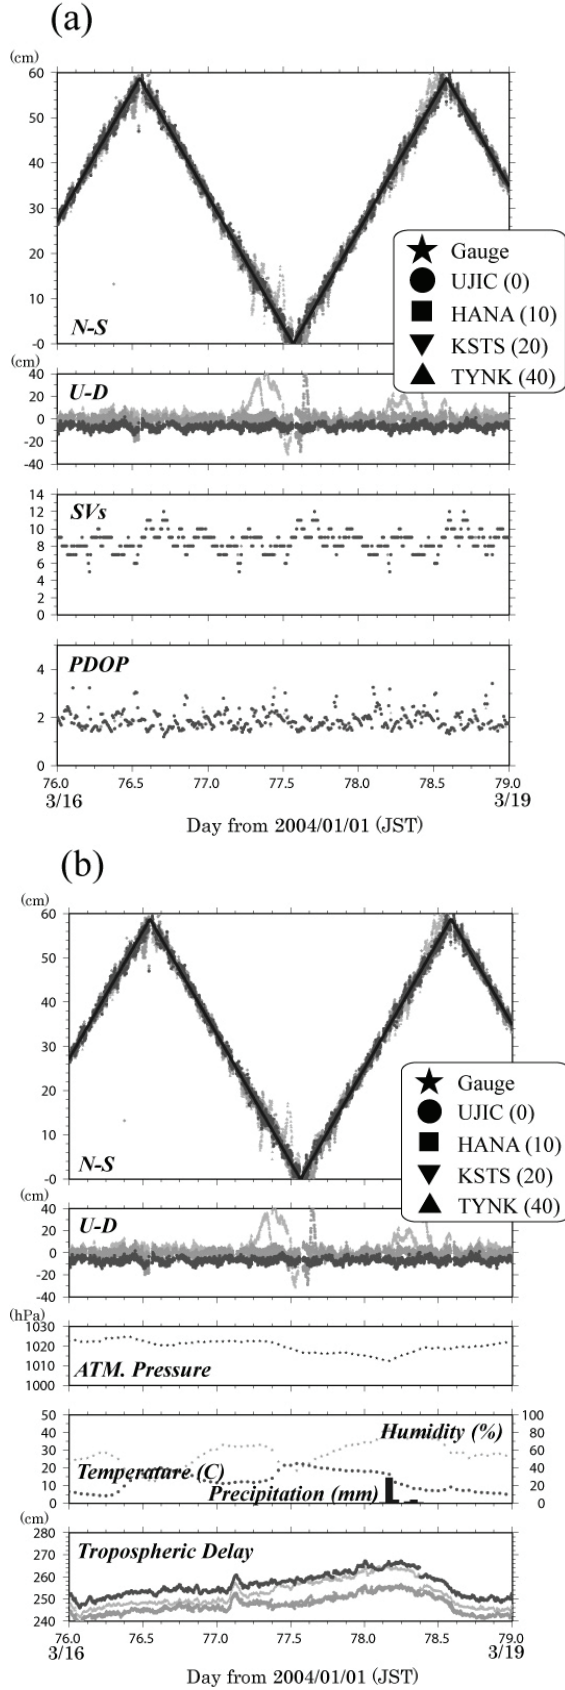 (a)
(cm)
60
50
40
30
20
10
-0
N-S
Gauge
UJIC (0)
HANA (10)
KSTS (20)
TYNK (40)
(cm)
40
20
0
-20
-40
U-D
14
12
10
8
6
4
2
0
SVs
4
2
0
PDOP
76.0 76.5 77.0 77.5 78.0 78.5 79.0
3/16 3/19
Day from 2004/01/01 (JST)
(b)
(cm)
60
50
40
30
20
10
-0
N-S
Gauge
UJIC (0)
HANA (10)
KSTS (20)
TYNK (40)
(cm)
40
20
0
-20
-40
U-D
(hPa)
1030
1020
1010
1000
ATM. Pressure
50
40
30
20
10
0
Humidity (%)
Temperature (C)
Precipitation (mm)
100
80
60
40
20
0
(cm)
280
270
260
250
240
Tropospheric Delay
76.0 76.5 77.0 77.5 78.0 78.5 79.0
3/16 3/19
Day from 2004/01/01 (JST)